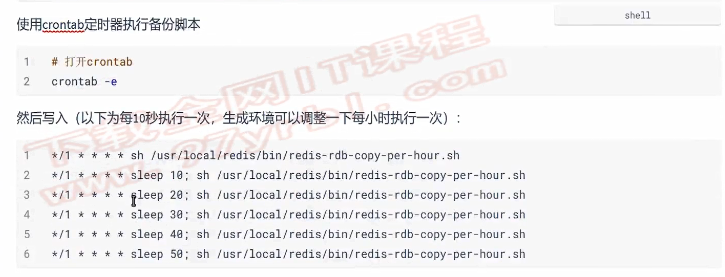 shell
使用crontab定时器执行备份脚本
1 # 打开crontab
2 crontab -e
然后写入（以下为每10秒执行一次，生成环境可以调整一下每小时执行一次）：
1 */1 * * * * sh /usr/local/redis/bin/redis-rdb-copy-per-hour.sh
2 */1 * * * * sleep 10; sh /usr/local/redis/bin/redis-rdb-copy-per-hour.sh
3 */1 * * * * sleep 20; sh /usr/local/redis/bin/redis-rdb-copy-per-hour.sh
4 */1 * * * * sleep 30; sh /usr/local/redis/bin/redis-rdb-copy-per-hour.sh
5 */1 * * * * sleep 40; sh /usr/local/redis/bin/redis-rdb-copy-per-hour.sh
6 */1 * * * * sleep 50; sh /usr/local/redis/bin/redis-rdb-copy-per-hour.sh
下载全网IT课程